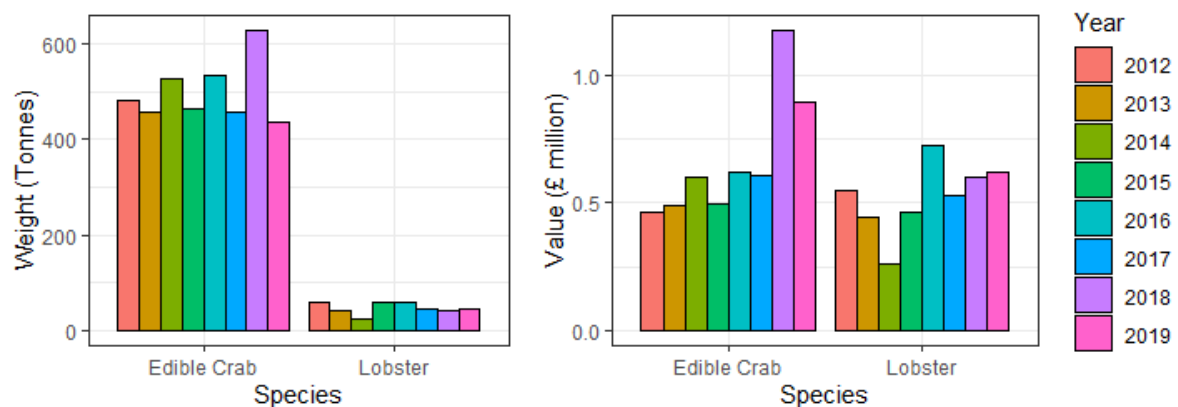 Weight (Tonnes)
600
400
200
0
Edible Crab
Lobster
Species
Value (£ million)
1.0
0.5
0.0
Edible Crab
Lobster
Species
Year
2012
2013
2014
2015
2016
2017
2018
2019